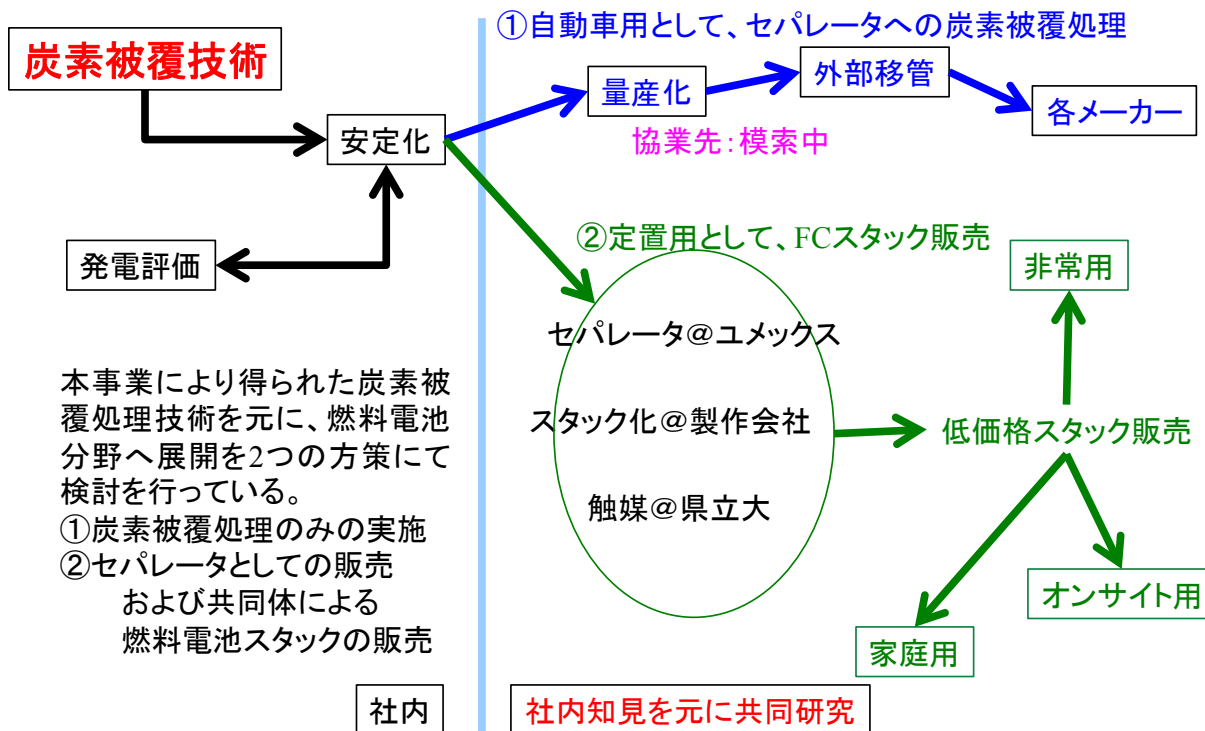 炭素被覆技術
安定化
発電評価
本事業により得られた炭素被
覆処理技術を元に、燃料電池
分野へ展開を2つの方策にて
検討を行っている。
①炭素被覆処理のみの実施
②セパレータとしての販売
および共同体による
燃料電池スタックの販売
社内
①自動車用として、セパレータへの炭素被覆処理
量産化
外部移管
各メーカー
協業先:模索中
②定置用として、FCスタック販売
セパレータ@ユメックス
スタック化@製作会社
触媒@県立大
低価格スタック販売
非常用
オンサイト用
家庭用
社内知見を元に共同研究